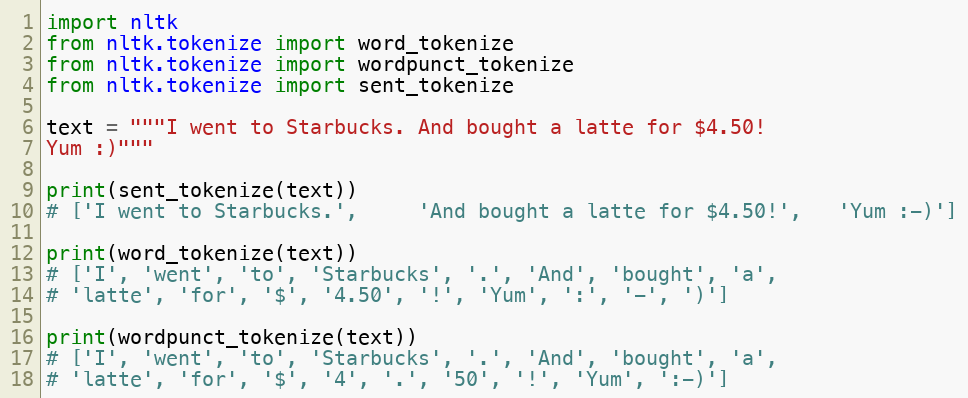 1 import nltk
2 from nltk.tokenize import word_tokenize
3 from nltk.tokenize import wordpunct_tokenize
4 from nltk.tokenize import sent_tokenize
5
6 text = """I went to Starbucks. And bought a latte for $4.50!
7 Yum :)"""
8
9 print(sent_tokenize(text))
10 # ['I went to Starbucks.',     'And bought a latte for $4.50!',   'Yum :-)']
11
12 print(word_tokenize(text))
13 # ['I', 'went', 'to', 'Starbucks', '.', 'And', 'bought', 'a',
14 # 'latte', 'for', '$', '4.50', '!', 'Yum', ':', '-', ')']
15
16 print(wordpunct_tokenize(text))
17 # ['I', 'went', 'to', 'Starbucks', '.', 'And', 'bought', 'a',
18 # 'latte', 'for', '$', '4', '.', '50', '!', 'Yum', ':-)']